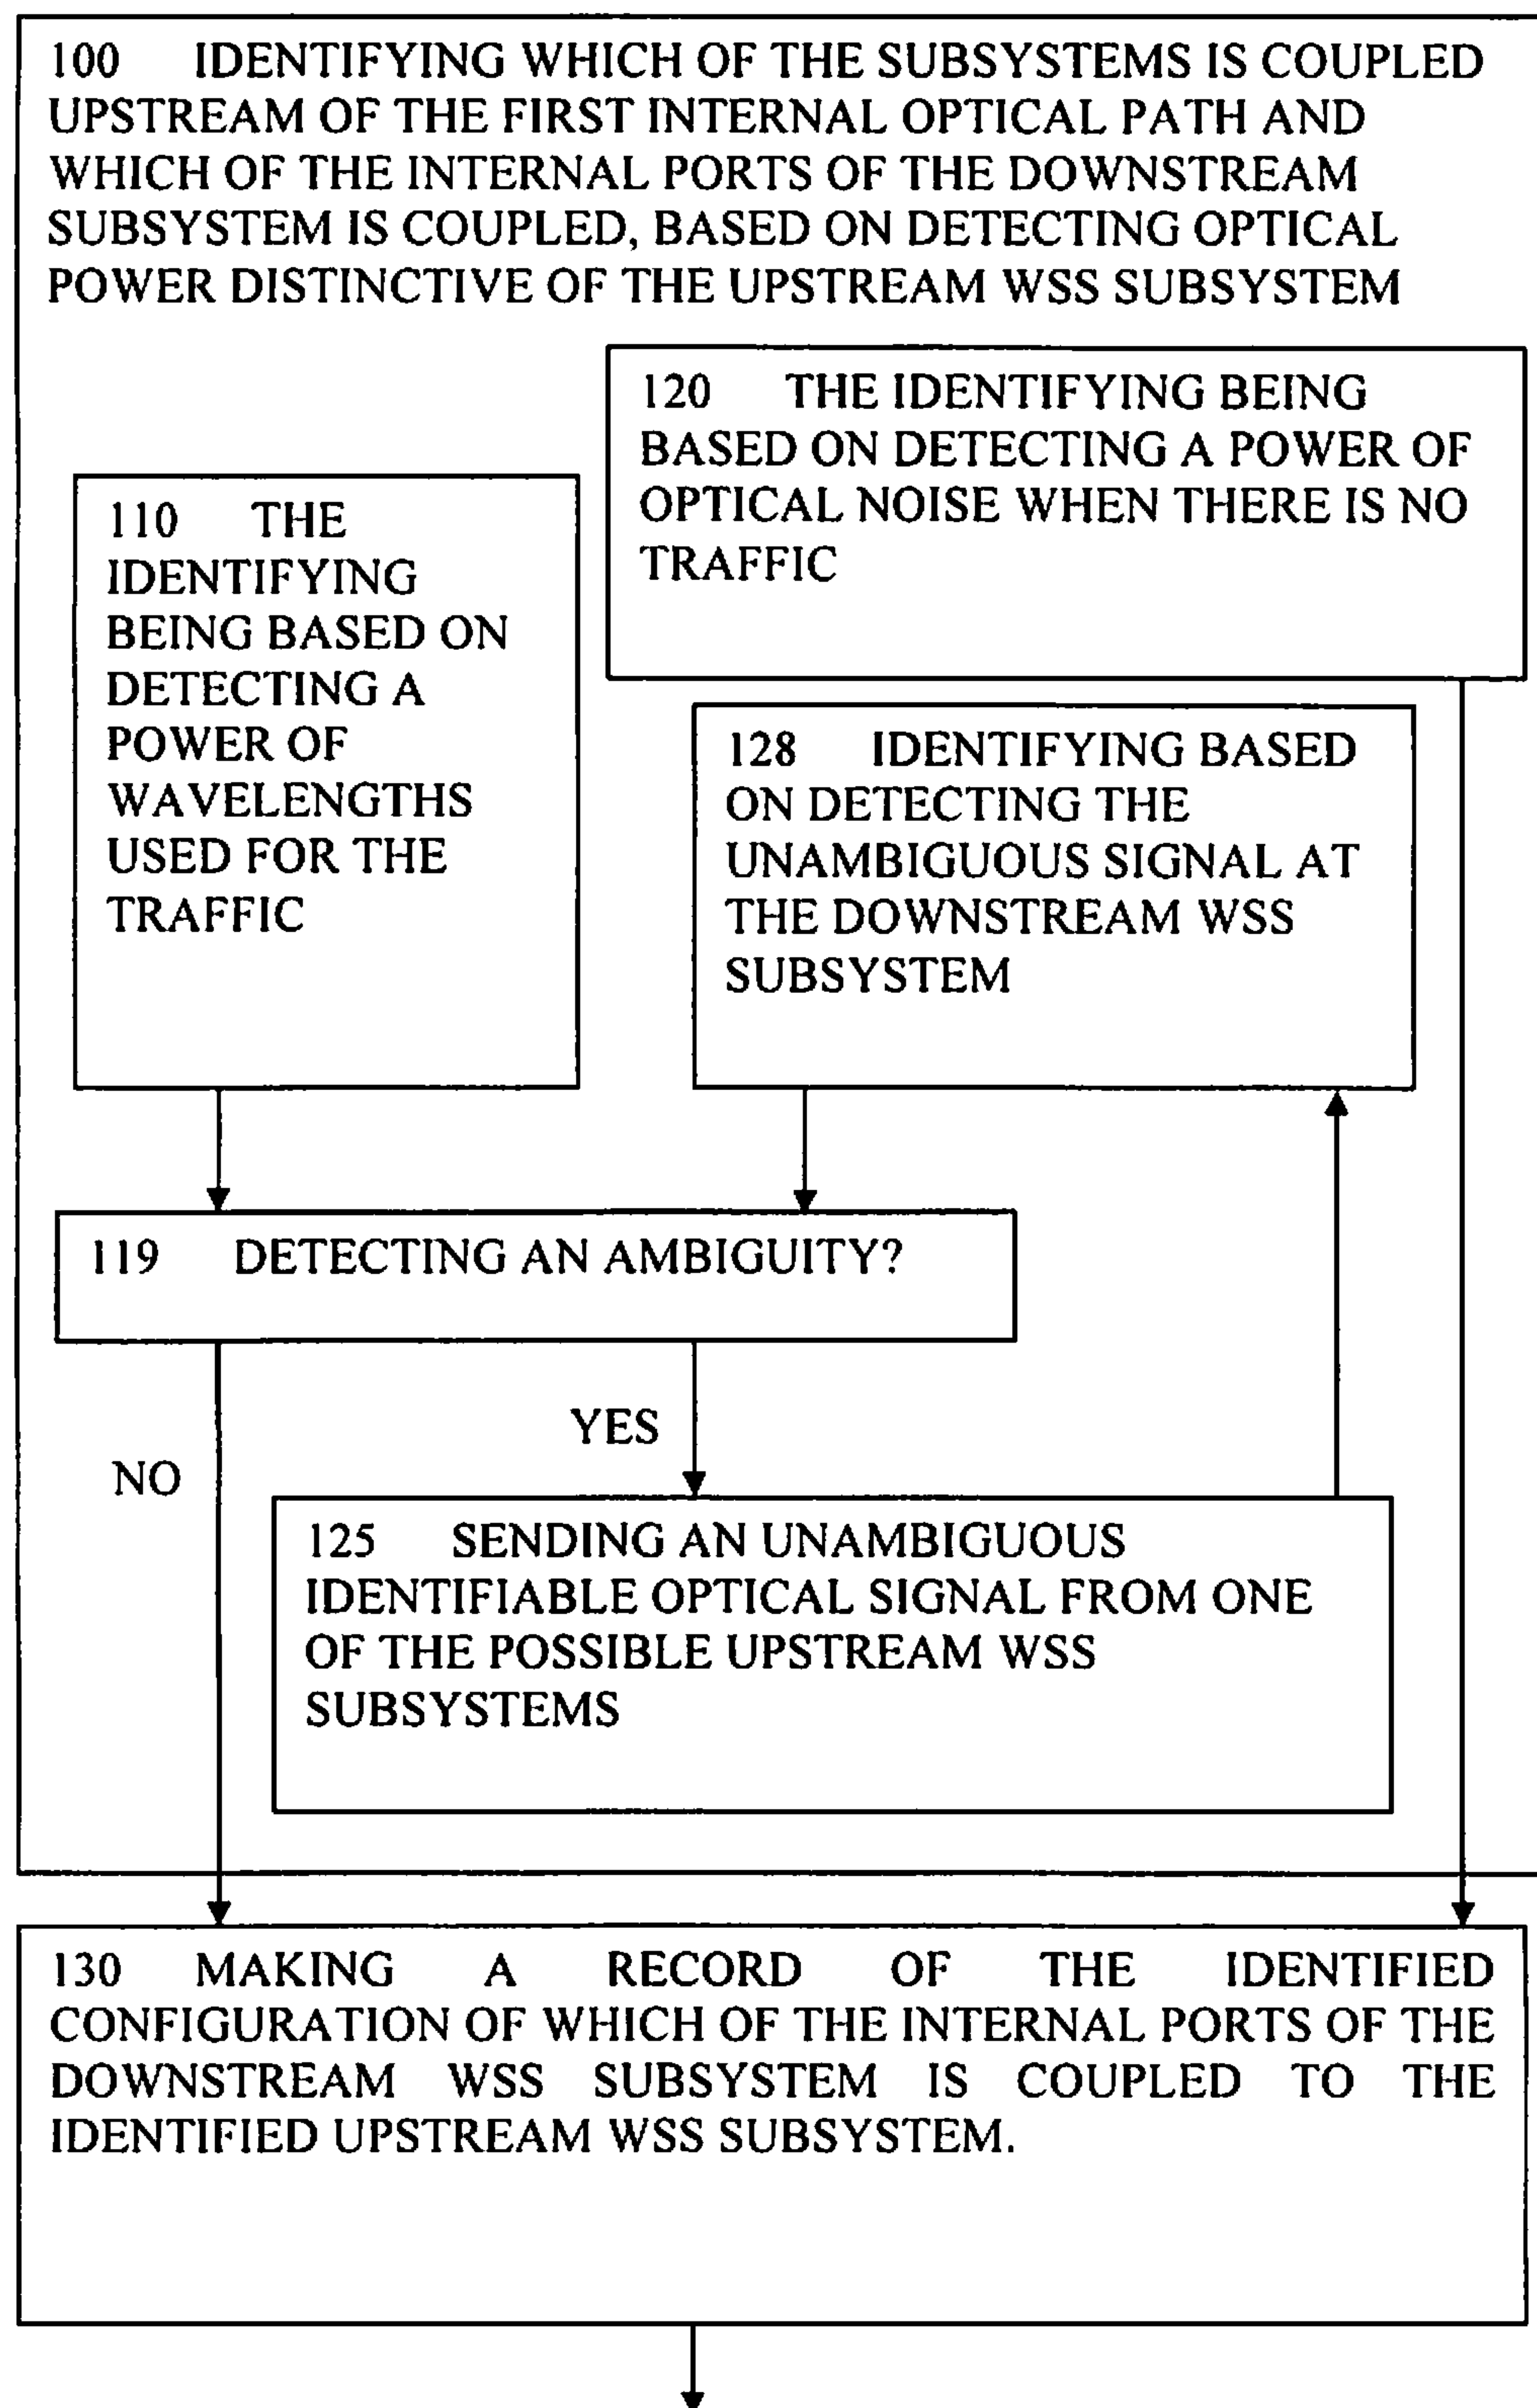 100 IDENTIFYING WHICH OF THE SUBSYSTEMS IS COUPLED
UPSTREAM OF THE FIRST INTERNAL OPTICAL PATH AND
WHICH OF THE INTERNAL PORTS OF THE DOWNSTREAM
SUBSYSTEM IS COUPLED, BASED ON DETECTING OPTICAL
POWER DISTINCTIVE OF THE UPSTREAM WSS SUBSYSTEM
120 THE IDENTIFYING BEING
BASED ON DETECTING A POWER OF
OPTICAL NOISE WHEN THERE IS NO
TRAFFIC
110 THE
IDENTIFYING
BEING BASED ON
DETECTING A
POWER OF
WAVELENGTHS
USED FOR THE
TRAFFIC
128 IDENTIFYING BASED
ON DETECTING THE
UNAMBIGUOUS SIGNAL AT
THE DOWNSTREAM WSS
SUBSYSTEM
119 DETECTING AN AMBIGUITY?
YES
NO
125 SENDING AN UNAMBIGUOUS
IDENTIFIABLE OPTICAL SIGNAL FROM ONE
OF THE POSSIBLE UPSTREAM WSS
SUBSYSTEMS
130 MAKING A RECORD OF THE IDENTIFIED
CONFIGURATION OF WHICH OF THE INTERNAL PORTS OF THE
DOWNSTREAM WSS SUBSYSTEM IS COUPLED TO THE
IDENTIFIED UPSTREAM WSS SUBSYSTEM.